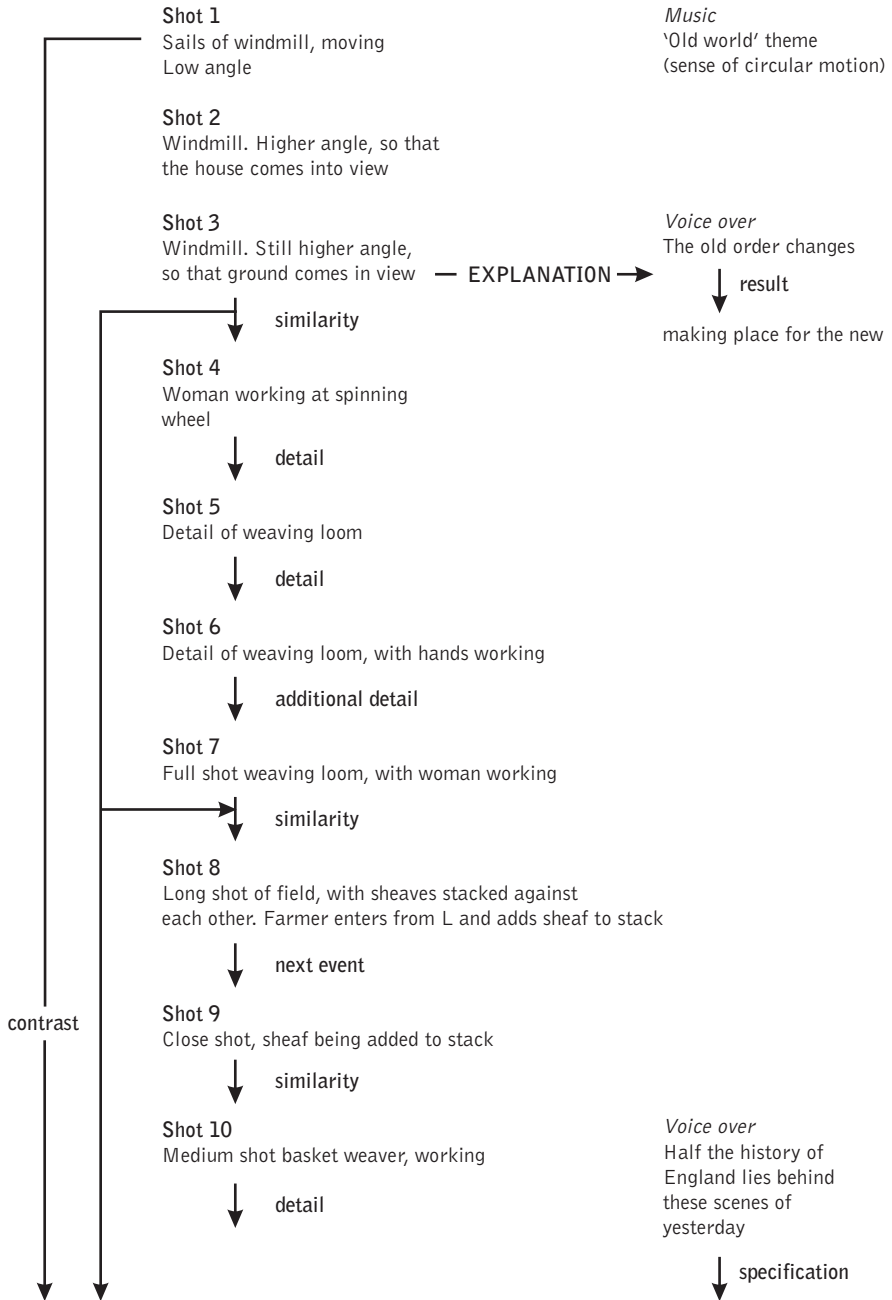 Shot 1
Sails of windmill, moving
Low angle
Music
‘Old world’ theme
(sense of circular motion)
Shot 2
Windmill. Higher angle, so that
the house comes into view
Shot 3
Windmill. Still higher angle,
so that ground comes in view
EXPLANATION
Voice over
The old order changes
result
making place for the new
similarity
Shot 4
Woman working at spinning
wheel
detail
Shot 5
Detail of weaving loom
detail
Shot 6
Detail of weaving loom, with hands working
additional detail
Shot 7
Full shot weaving loom, with woman working
similarity
Shot 8
Long shot of field, with sheaves stacked against
each other. Farmer enters from L and adds sheaf to stack
next event
contrast
Shot 9
Close shot, sheaf being added to stack
similarity
Shot 10
Medium shot basket weaver, working
detail
Voice over
Half the history of
England lies behind
these scenes of
yesterday
specification